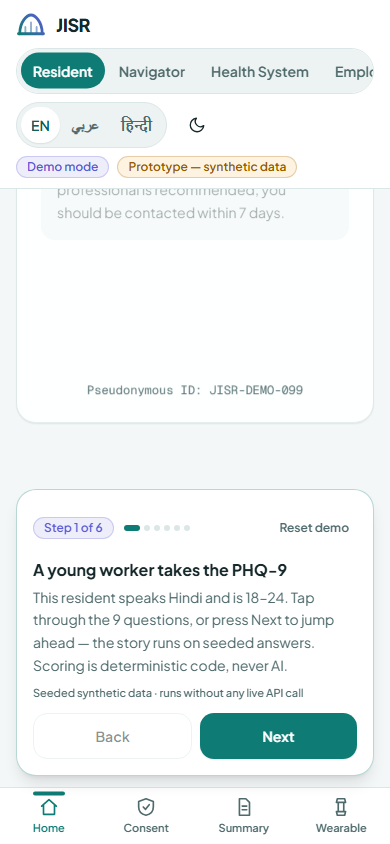 JISR
Resident Navigator Health System Emplo
EN عربي हिन्दी
Demo mode Prototype — synthetic data
professional is recommended, you
should be contacted within 7 days.
Pseudonymous ID: JISR-DEMO-099
Step 1 of 6 Reset demo
A young worker takes the PHQ-9
This resident speaks Hindi and is 18–24. Tap
through the 9 questions, or press Next to jump
ahead — the story runs on seeded answers.
Scoring is deterministic code, never AI.
Seeded synthetic data · runs without any live API call
Back Next
Home Consent Summary Wearable